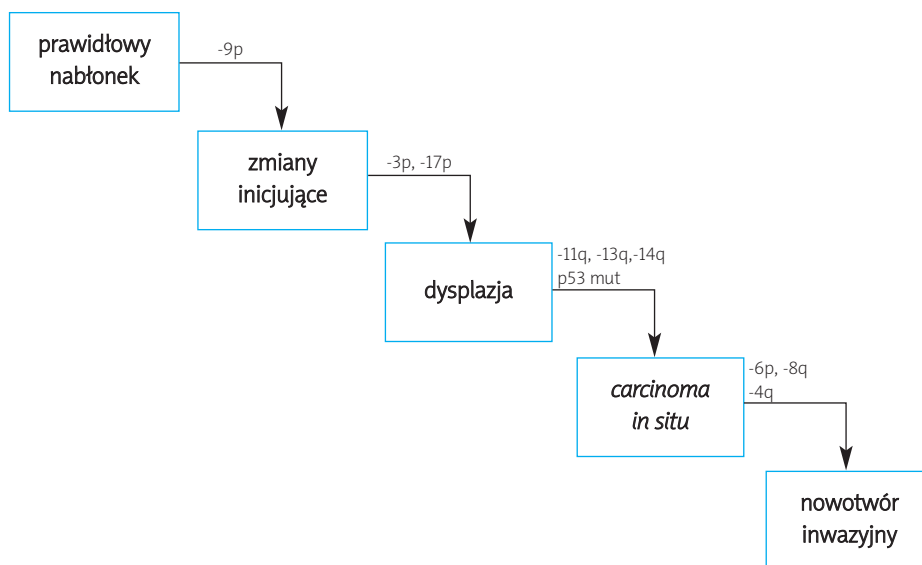 prawidłowy
nabłonek
-9p
zmiany
inicjujące
-3p, -17p
dysplazja
-11q, -13q,-14q
p53 mut
carcinoma
in situ
-6p, -8q
-4q
nowotwór
inwazyjny